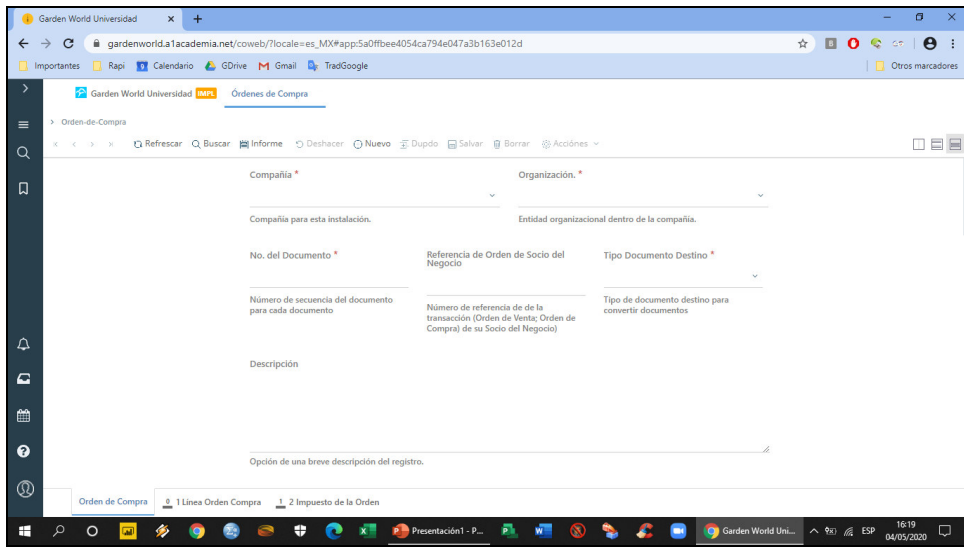 Garden World Universidad
gardenworld.a1academia.net/coweb/?locale=es_MX#app:5a0ffbee4054ca794e047a3b163e012d
Importantes Rapi 9 Calendario GDrive Gmail TradGoogle Otros marcadores
Garden World Universidad IMPL Órdenes de Compra
Orden-de-Compra
Refrescar Buscar Informe Deshacer Nuevo Dupdo Salvar Borrar Acciónes
Compañía * Organización. *
Compañía para esta instalación. Entidad organizacional dentro de la compañía.
No. del Documento * Referencia de Orden de Socio del Negocio Tipo Documento Destino *
Número de secuencia del documento para cada documento
Número de referencia de de la transacción (Orden de Venta; Orden de Compra) de su Socio del Negocio)
Tipo de documento destino para convertir documentos
Descripción
Opción de una breve descripción del registro.
Orden de Compra 0 1 Línea Orden Compra 1 2 Impuesto de la Orden
Presentación1 - P... Garden World Uni... ESP 16:19
04/05/2020